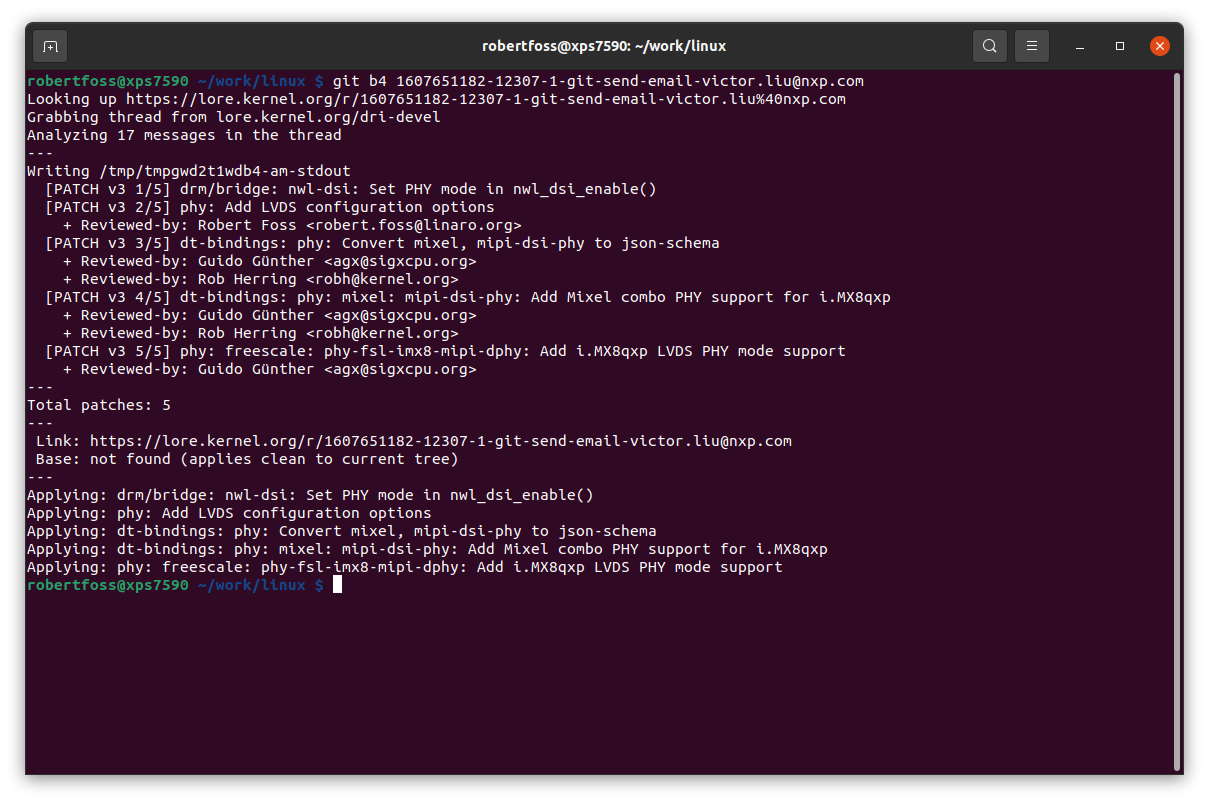 robertfoss@xps7590: ~/work/linux
robertfoss@xps7590 ~/work/linux $ git b4 1607651182-12307-1-git-send-email-victor.liu@nxp.com
Looking up https://lore.kernel.org/r/1607651182-12307-1-git-send-email-victor.liu%40nxp.com
Grabbing thread from lore.kernel.org/dri-devel
Analyzing 17 messages in the thread
---
Writing /tmp/tmpgwd2t1wdb4-am-stdout
  [PATCH v3 1/5] drm/bridge: nwl-dsi: Set PHY mode in nwl_dsi_enable()
  [PATCH v3 2/5] phy: Add LVDS configuration options
    + Reviewed-by: Robert Foss <robert.foss@linaro.org>
  [PATCH v3 3/5] dt-bindings: phy: Convert mixel, mipi-dsi-phy to json-schema
    + Reviewed-by: Guido Günther <agx@sigxcpu.org>
    + Reviewed-by: Rob Herring <robh@kernel.org>
  [PATCH v3 4/5] dt-bindings: phy: mixel: mipi-dsi-phy: Add Mixel combo PHY support for i.MX8qxp
    + Reviewed-by: Guido Günther <agx@sigxcpu.org>
    + Reviewed-by: Rob Herring <robh@kernel.org>
  [PATCH v3 5/5] phy: freescale: phy-fsl-imx8-mipi-dphy: Add i.MX8qxp LVDS PHY mode support
    + Reviewed-by: Guido Günther <agx@sigxcpu.org>
---
Total patches: 5
---
 Link: https://lore.kernel.org/r/1607651182-12307-1-git-send-email-victor.liu@nxp.com
 Base: not found (applies clean to current tree)
---
Applying: drm/bridge: nwl-dsi: Set PHY mode in nwl_dsi_enable()
Applying: phy: Add LVDS configuration options
Applying: dt-bindings: phy: Convert mixel, mipi-dsi-phy to json-schema
Applying: dt-bindings: phy: mixel: mipi-dsi-phy: Add Mixel combo PHY support for i.MX8qxp
Applying: phy: freescale: phy-fsl-imx8-mipi-dphy: Add i.MX8qxp LVDS PHY mode support
robertfoss@xps7590 ~/work/linux $